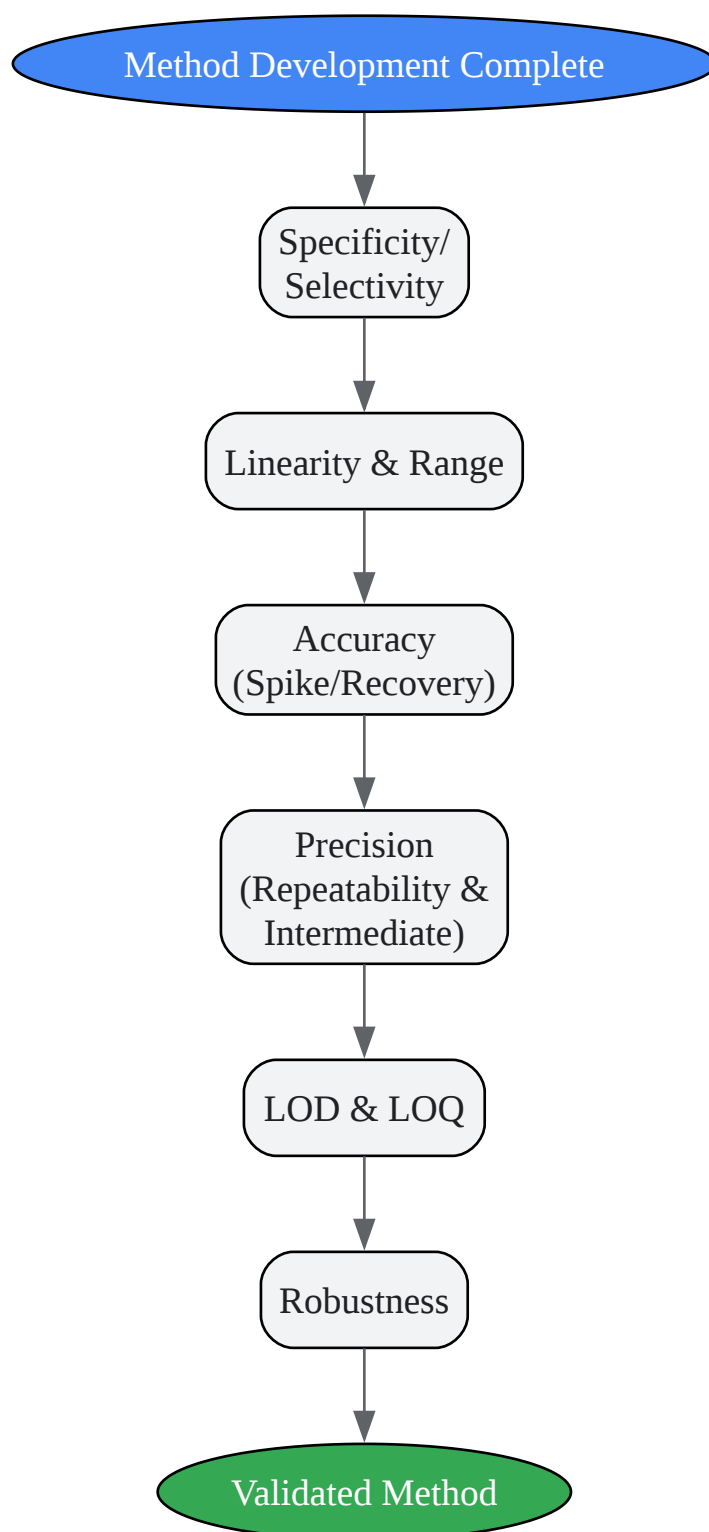 Method Development Complete
Specificity/
Selectivity
Linearity & Range
Accuracy
(Spike/Recovery)
Precision
(Repeatability &
Intermediate)
LOD & LOQ
Robustness
Validated Method